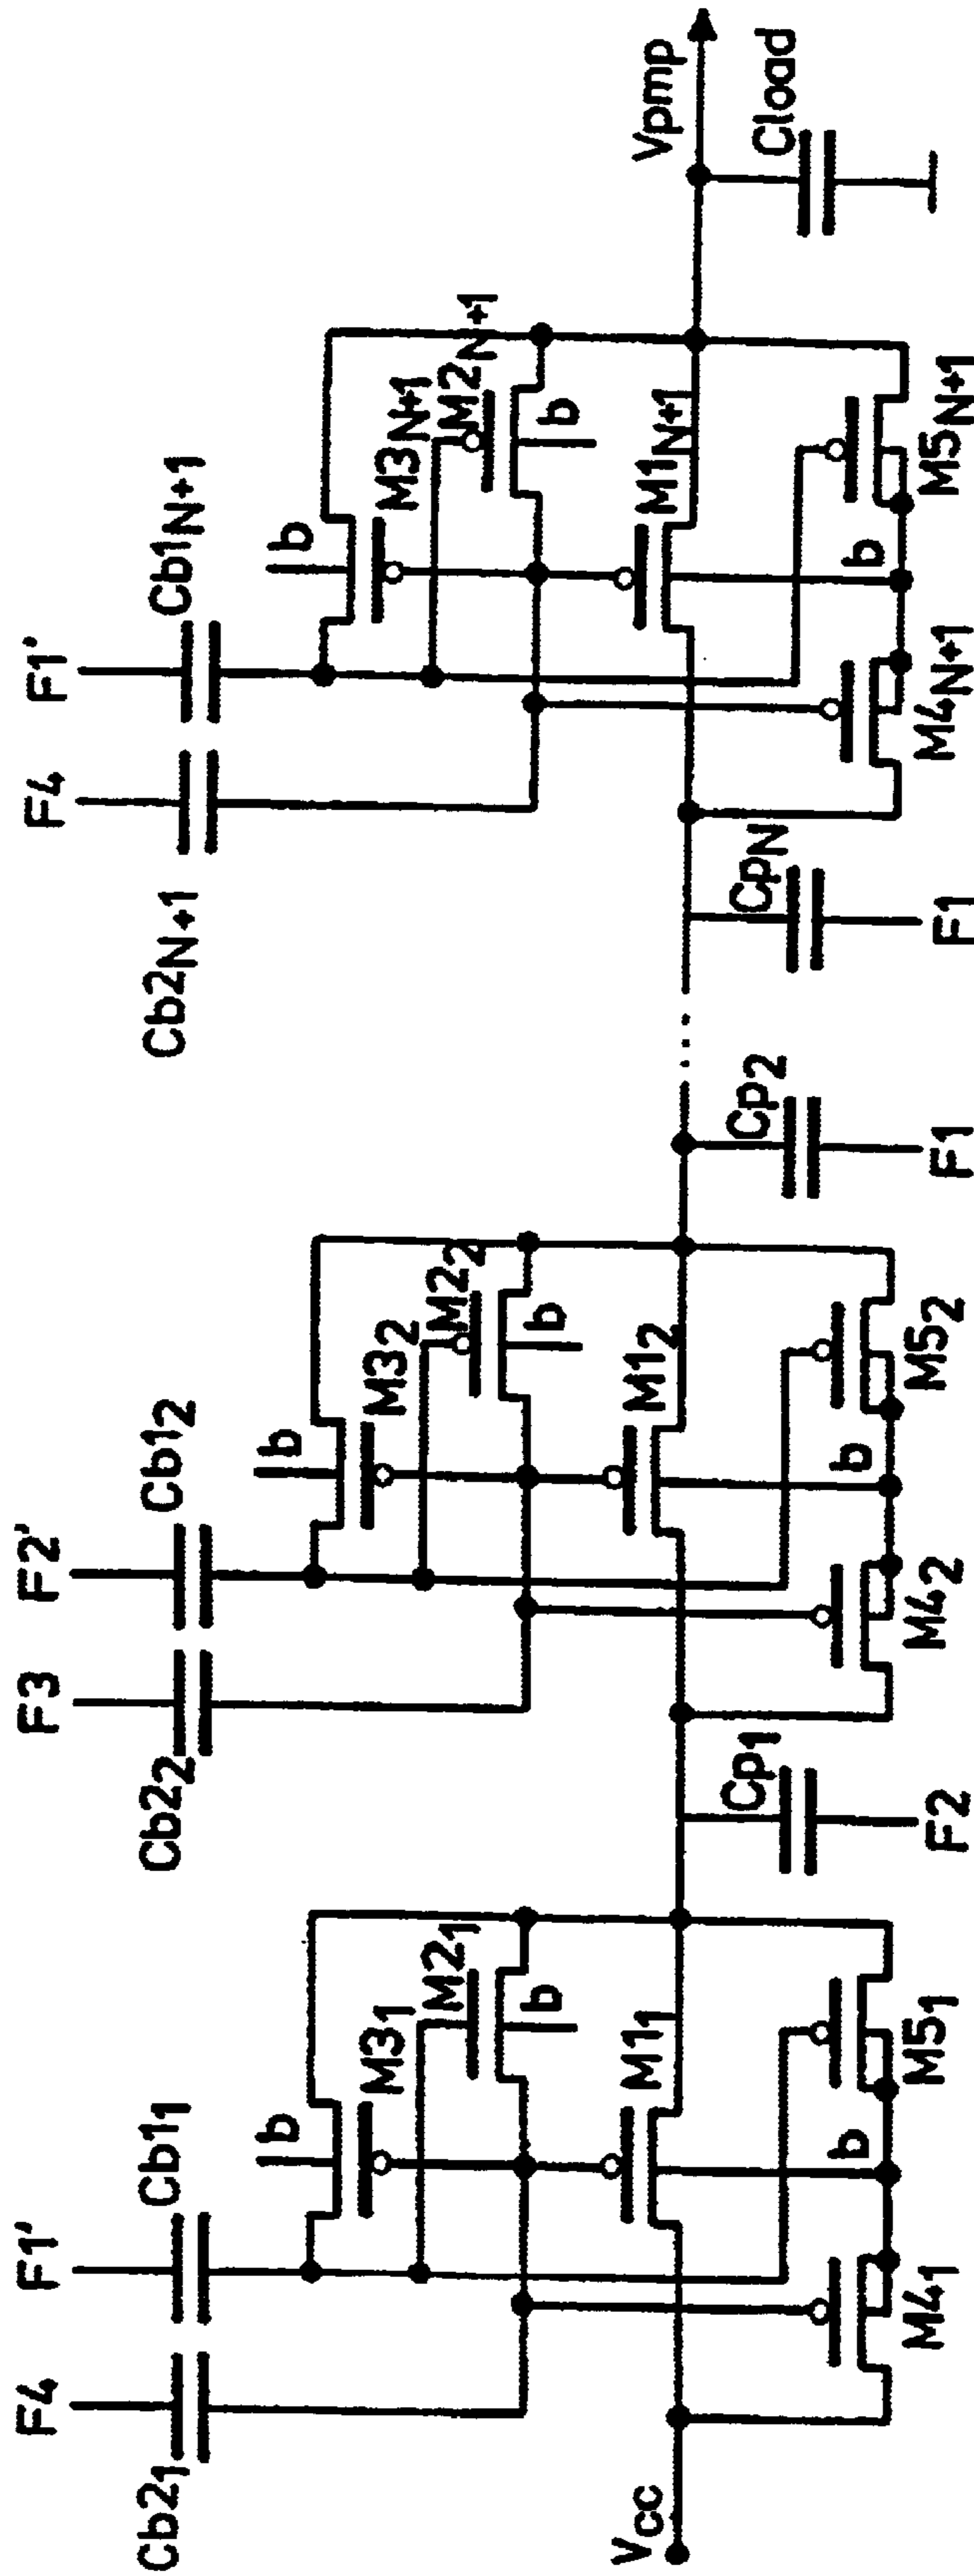 F4
F1'
Cb2₁
Cb1₁
b
M3₁
M2₁
b
M1₁
Vcc
b
M4₁
M5₁
Cp₁
F2
F3
F2'
Cb2₂
Cb1₂
b
M3₂
M2₂
b
M1₂
b
M4₂
M5₂
Cp₂
F1
...
CpN
F1
F4
F1'
Cb2N+1
Cb1N+1
b
M3N+1
M2N+1
b
M1N+1
b
M4N+1
M5N+1
Vpmp
Cload